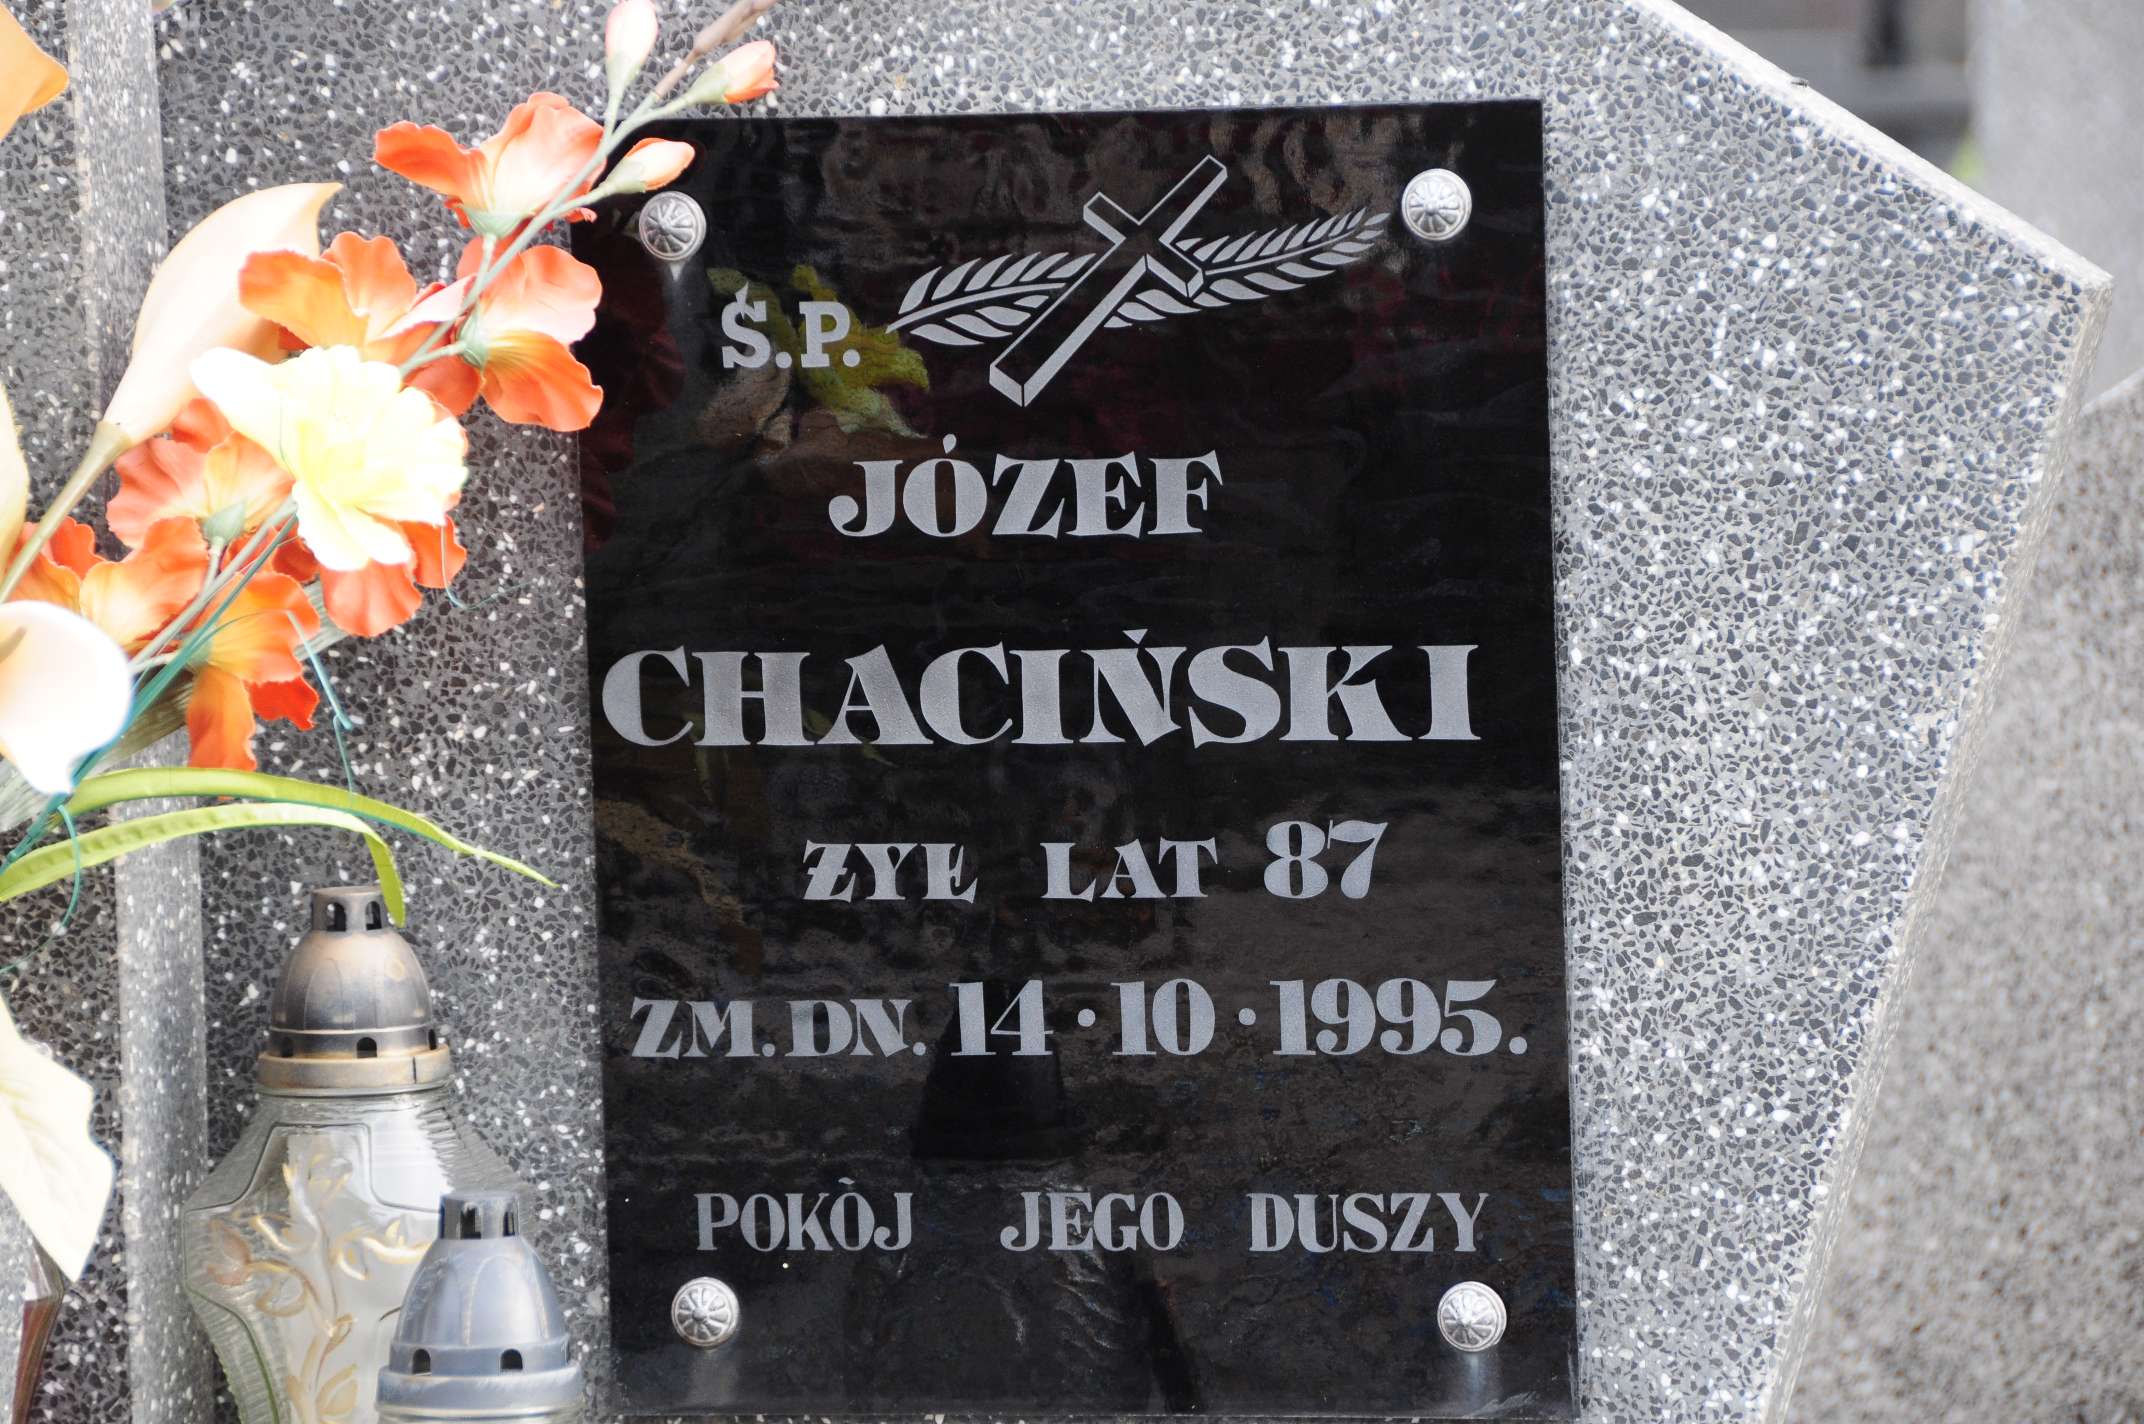 Ś.P.
JÓZEF
CHACIŃSKI
ŻYŁ LAT 87
ZM. DN. 14·10·1995.
POKÒJ JEGO DUSZY